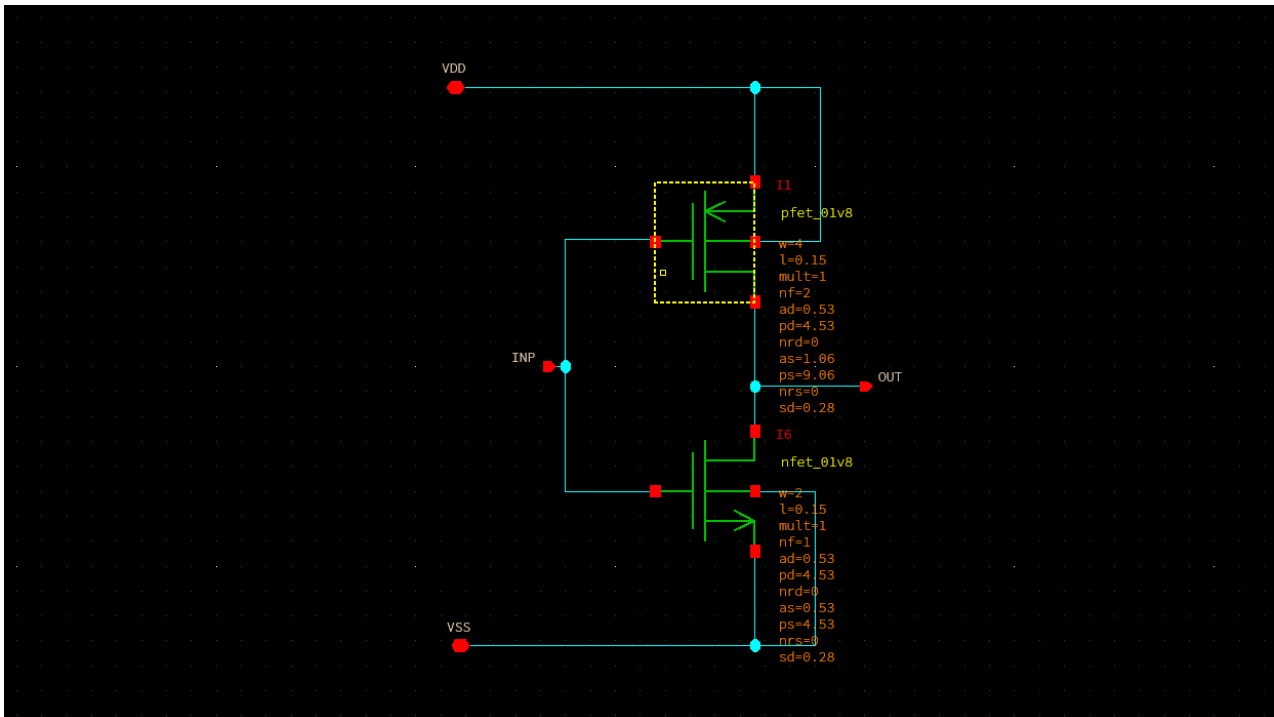 VDD
I1
pfet_01v8
w=4
l=0.15
mult=1
nf=2
ad=0.53
pd=4.53
nrd=0
as=1.06
ps=9.06
nrs=0
sd=0.28
INP
OUT
I6
nfet_01v8
w=2
l=0.15
mult=1
nf=1
ad=0.53
pd=4.53
nrd=0
as=0.53
ps=4.53
nrs=0
sd=0.28
VSS